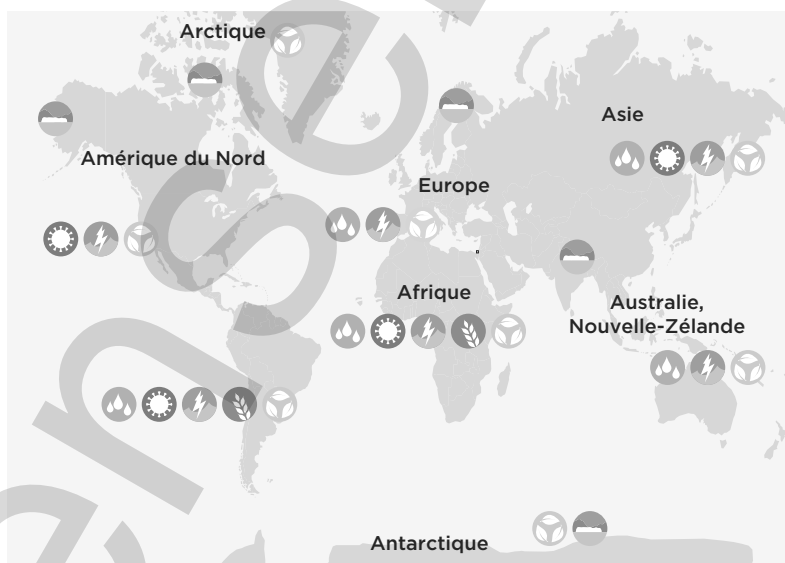 Arctique
Asie
Amérique du Nord
Europe
Afrique
Australie,
Nouvelle-Zélande
Antarctique